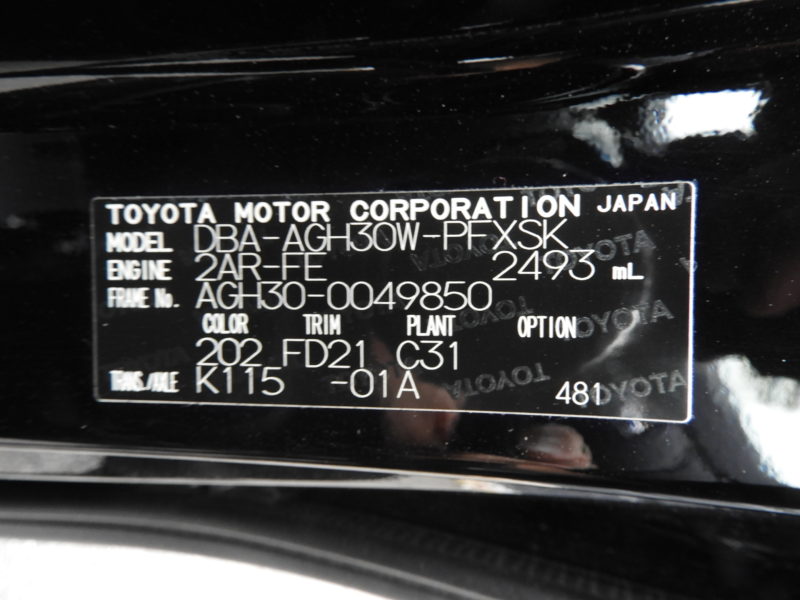 TOYOTA MOTOR CORPORATION JAPAN
MODEL DBA-AGH30W-PFXSK
ENGINE 2AR-FE 2493 mL
FRAME No. AGH30-0049850
COLOR TRIM PLANT OPTION
202 FD21 C31
TRANS./AXLE K115 -01A 481